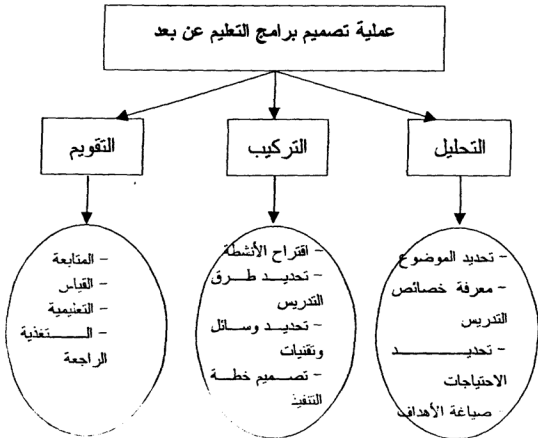 عملية تصميم برامج التعليم عن بعد
التحليل
التركيب
التقويم
- تحديد الموضوع
- معرفة خصائص
التدريس
- تحديد
الاحتياجات
- صياغة الأهداف
- اقتراح الأنشطة
- تحديد طرق
التدريس
- تحديد وسائل
وتقنيات
- تصميم خطة
التنفيذ
- المتابعة
- القياس
- التعليمية
- التغذية
الراجعة